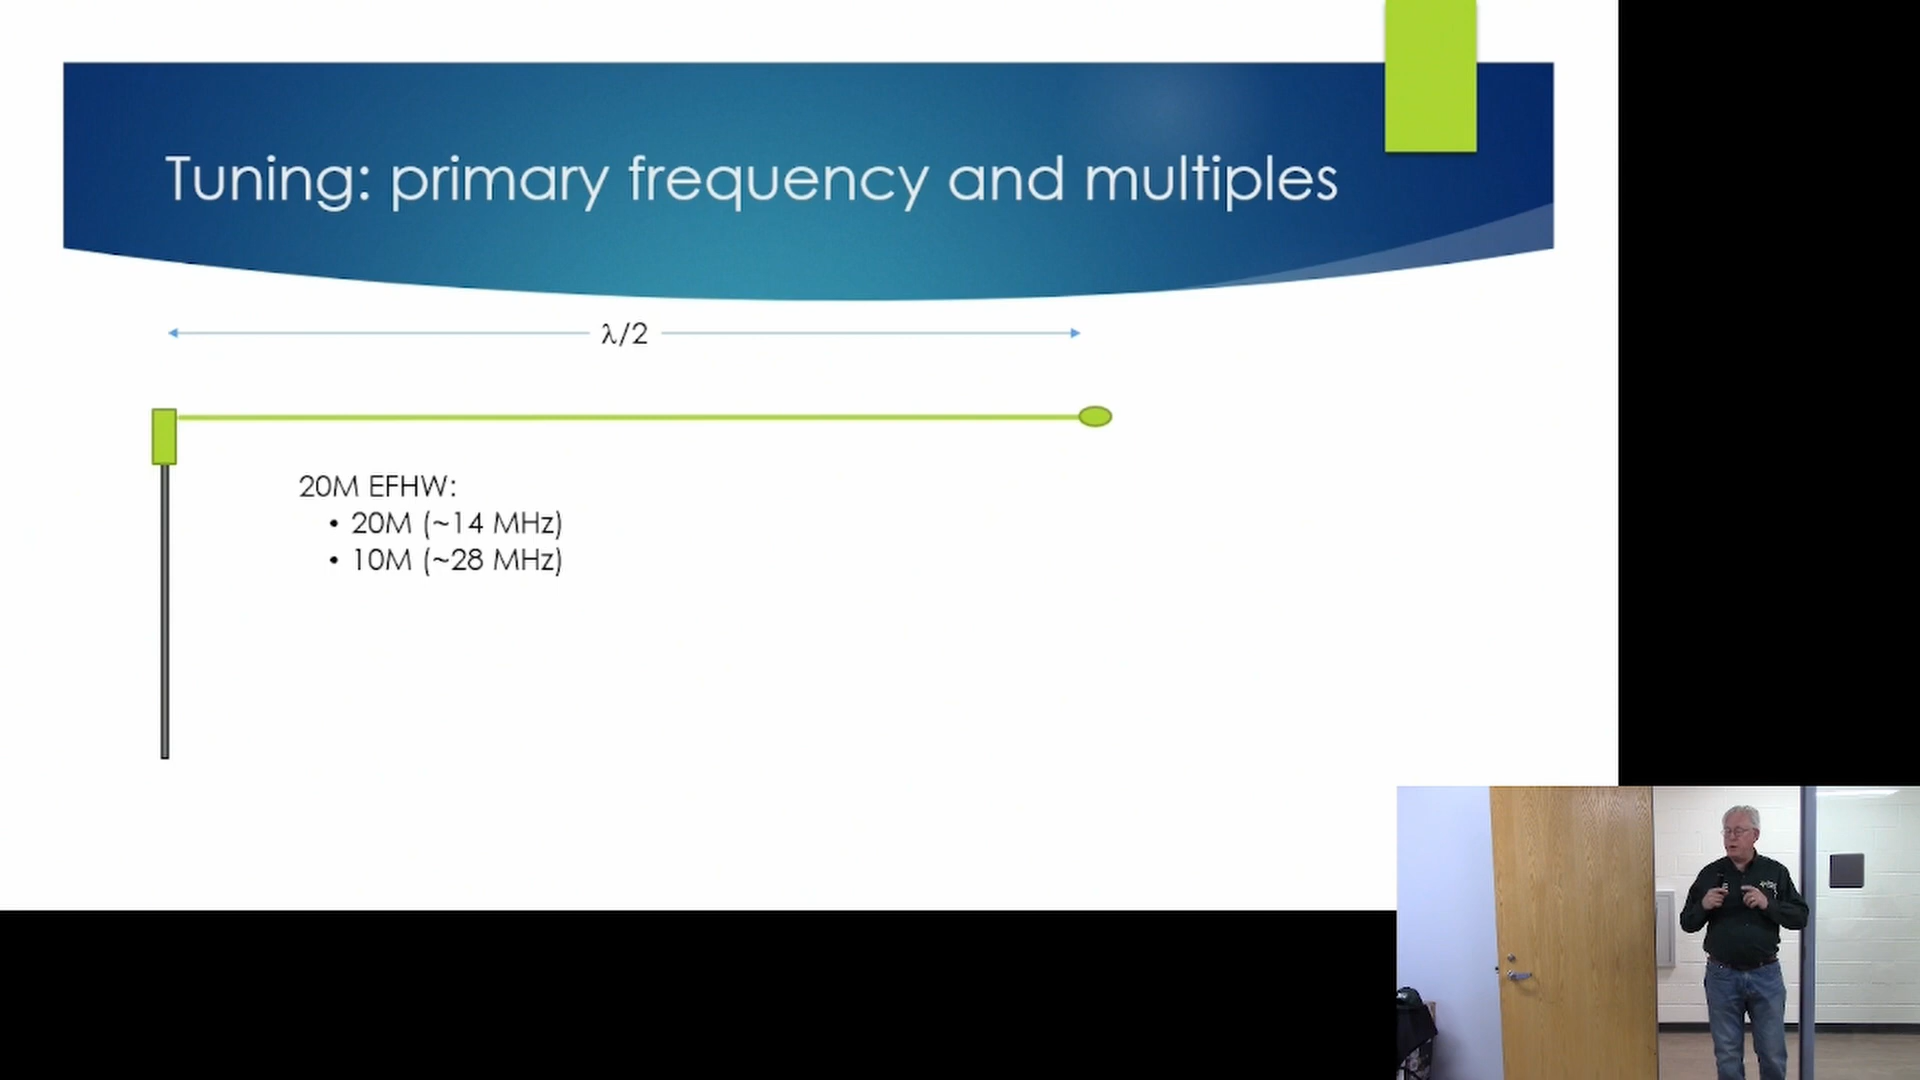 Tuning: primary frequency and multiples
λ/2
20M EFHW:
• 20M (~14 MHz)
• 10M (~28 MHz)